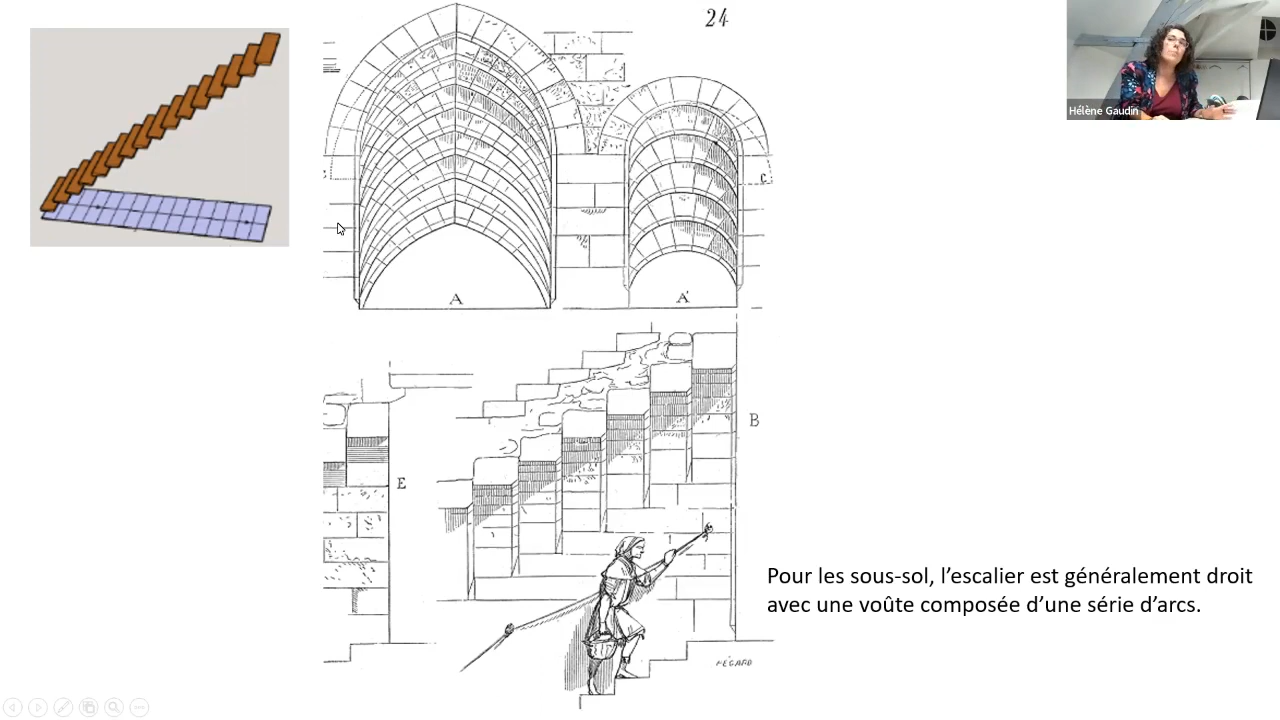 24
Hélène Gaudin
C
A
A'
B
E
Pour les sous-sol, l'escalier est généralement droit
avec une voûte composée d'une série d'arcs.
PÉGARD